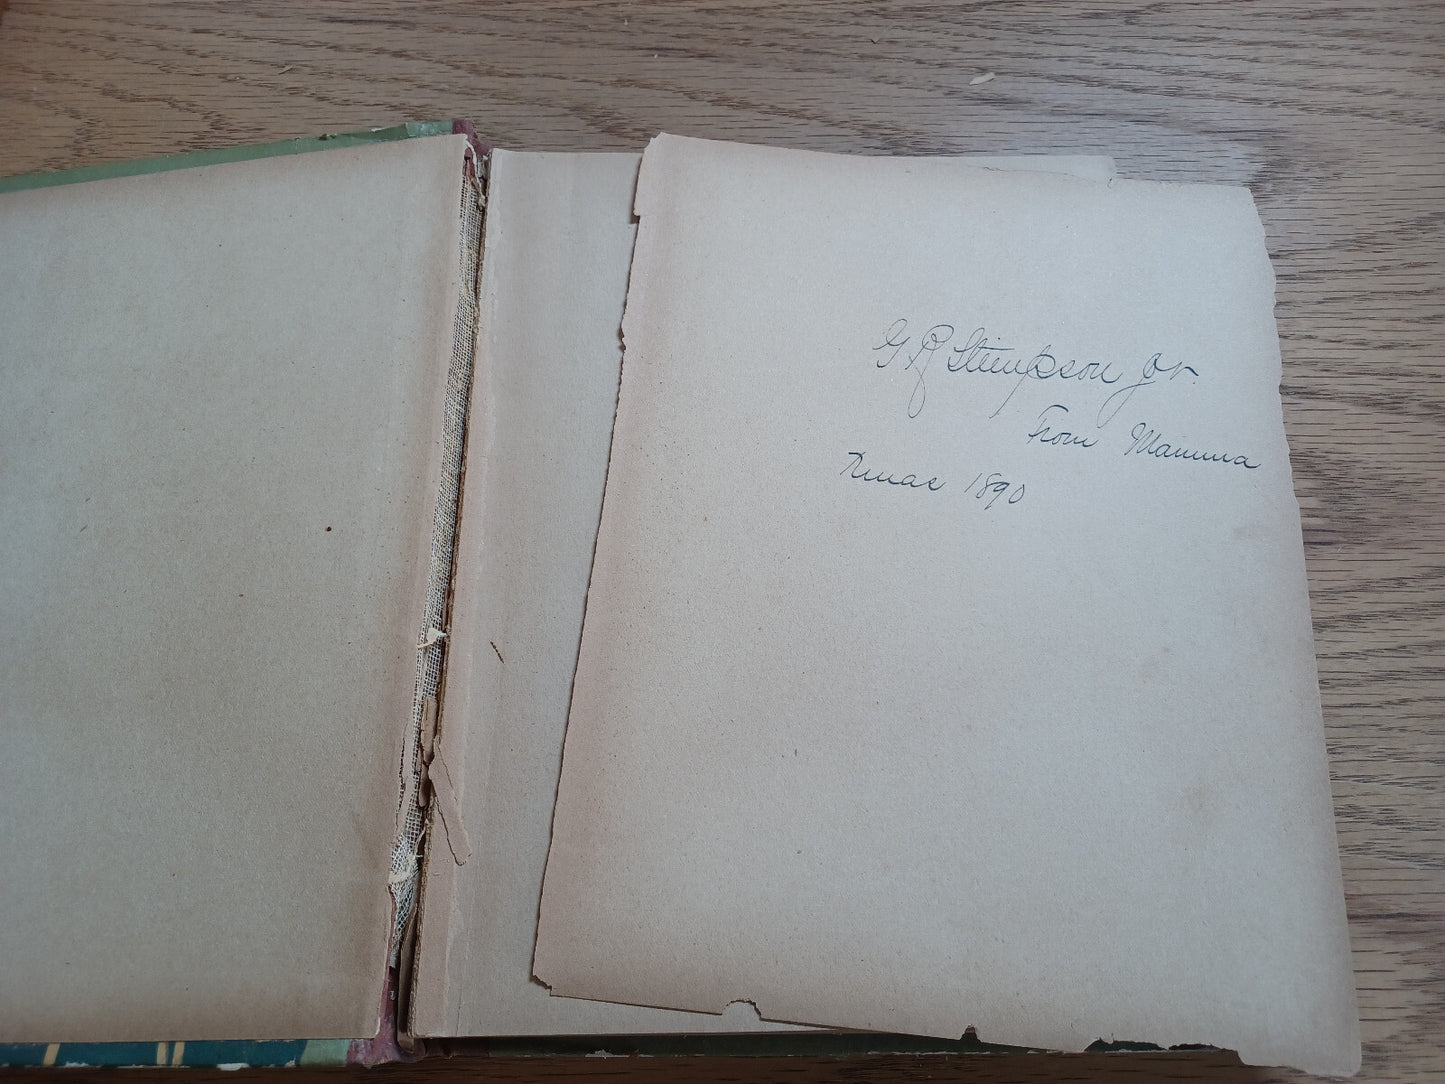 G R Stimpson Jr.
From Mamma
Xmas 1890